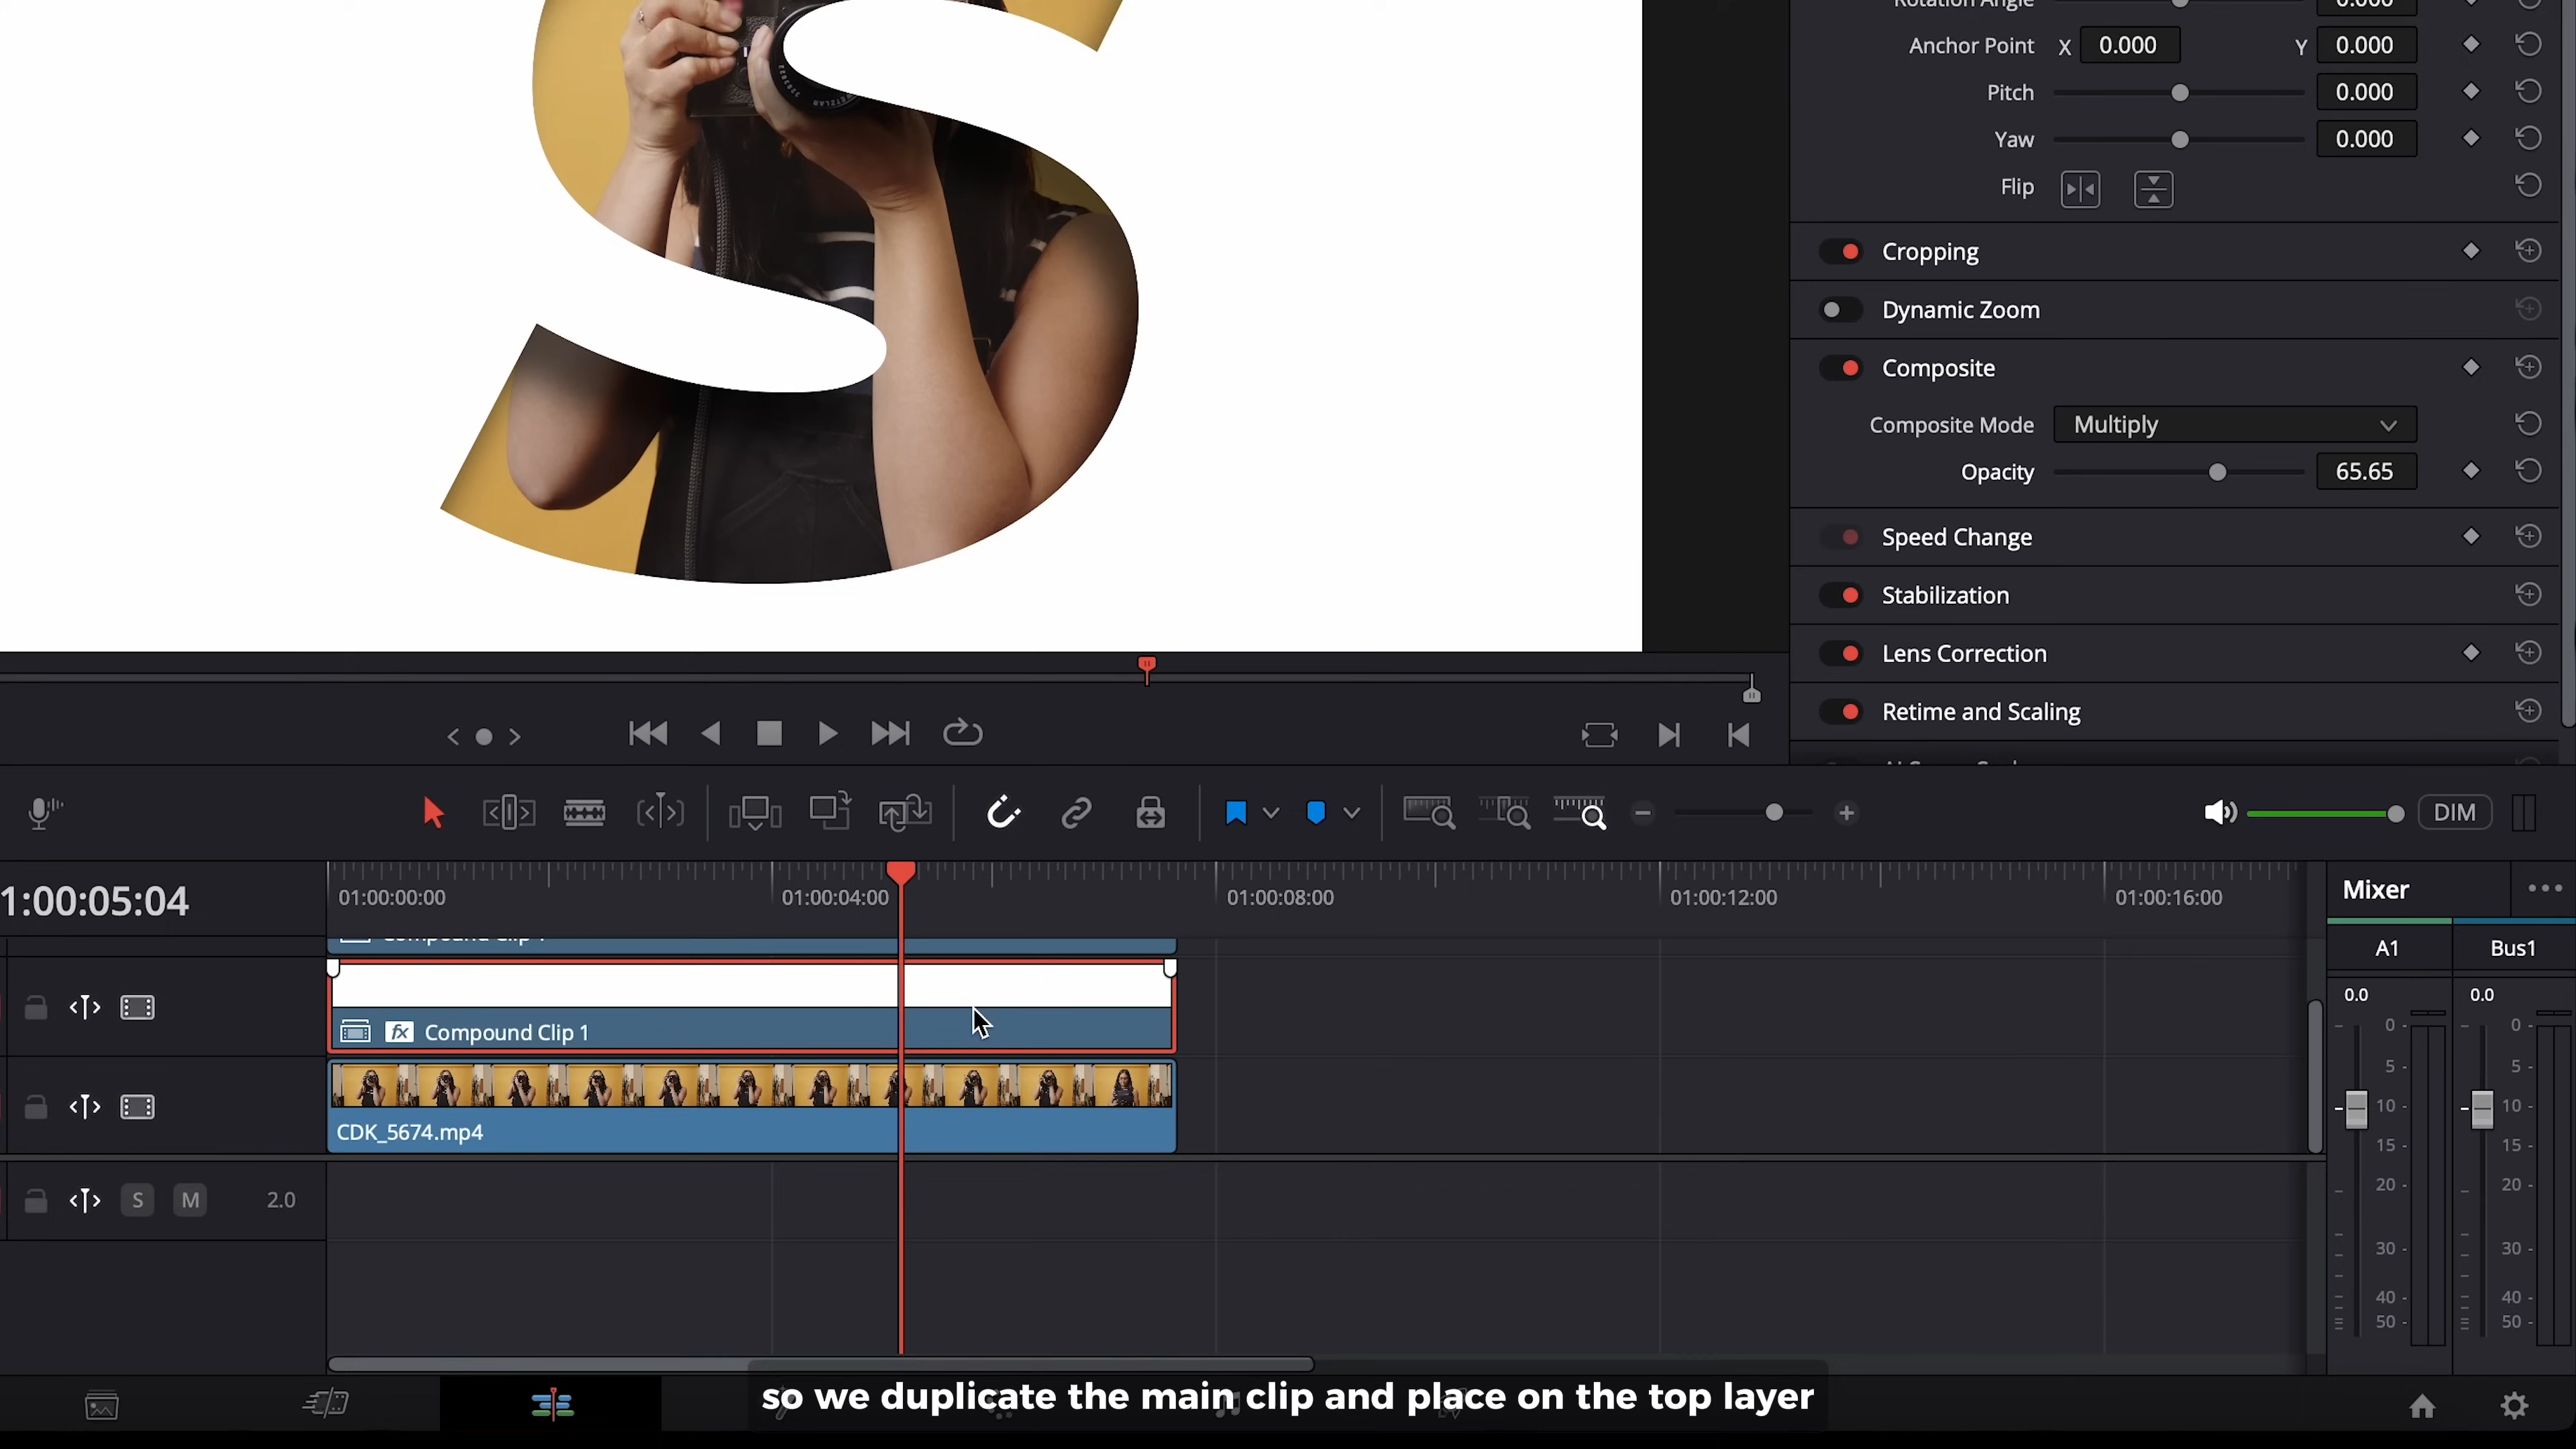 Rotation Angle 0.000
Anchor Point X 0.000 Y 0.000
Pitch 0.000
Yaw 0.000
Flip
Cropping
Dynamic Zoom
Composite
Composite Mode Multiply
Opacity 65.65
Speed Change
Stabilization
Lens Correction
Retime and Scaling
DIM
1:00:05:04
01:00:00:00 01:00:04:00 01:00:08:00 01:00:12:00 01:00:16:00
Mixer
A1 Bus1
0.0 0.0
Compound Clip 1
fx Compound Clip 1
CDK_5674.mp4
S M 2.0
0 0
5 5
10 10
15 15
20 20
30 30
40 40
50 50
so we duplicate the main clip and place on the top layer